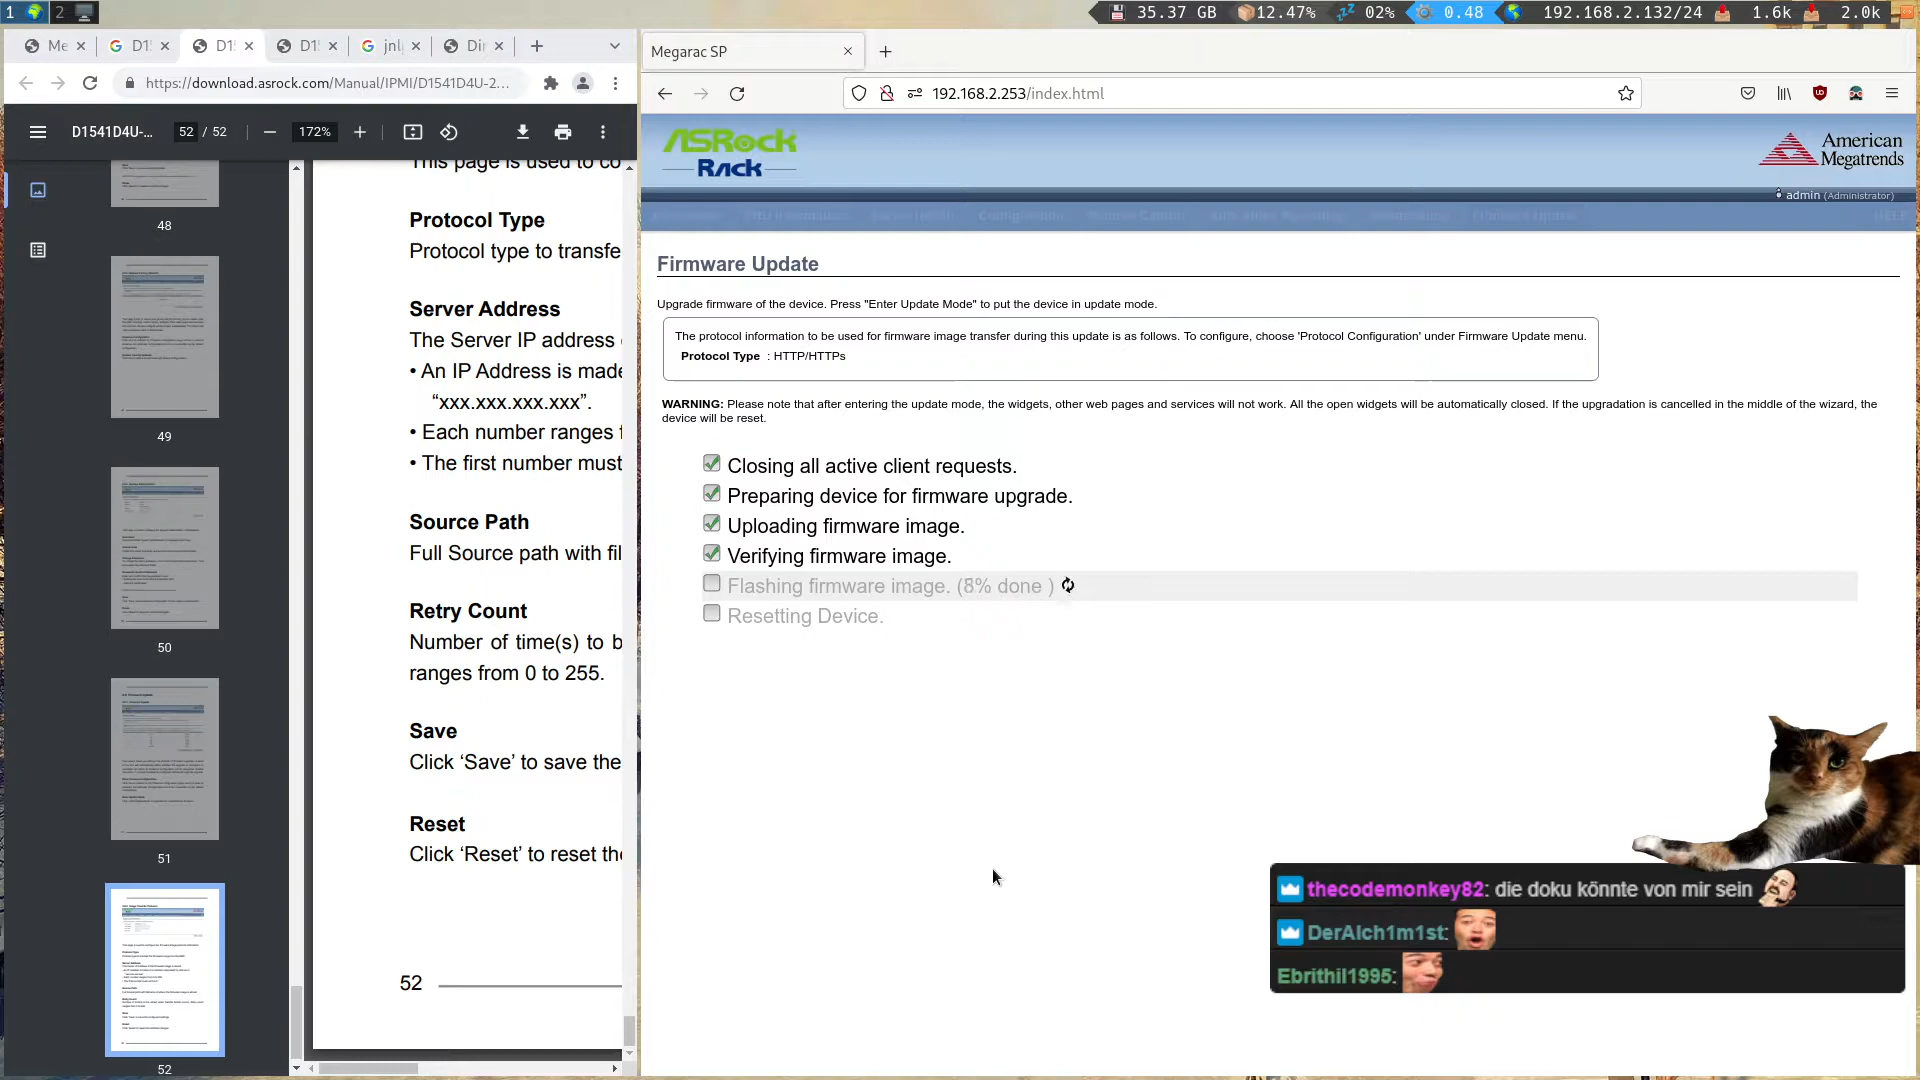 1 2 35.37 GB 12.47% 02% 0.48 192.168.2.132/24 1.6k 2.0k
Me D1 D1 D1 jnl Dir
https://download.asrock.com/Manual/IPMI/D1541D4U-2...
D1541D4U-... 52 / 52 172%
48
49
50
51
52
This page is used to co
Protocol Type
Protocol type to transfe
Server Address
The Server IP address
• An IP Address is made
“xxx.xxx.xxx.xxx”.
• Each number ranges f
• The first number must
Source Path
Full Source path with fil
Retry Count
Number of time(s) to b
ranges from 0 to 255.
Save
Click ‘Save’ to save the
Reset
Click ‘Reset’ to reset the
52
Megarac SP
192.168.2.253/index.html
ASRock
Rack
American
Megatrends
admin (Administrator)
HELP
Firmware Update
Upgrade firmware of the device. Press "Enter Update Mode" to put the device in update mode.
The protocol information to be used for firmware image transfer during this update is as follows. To configure, choose 'Protocol Configuration' under Firmware Update menu.
Protocol Type : HTTP/HTTPs
WARNING: Please note that after entering the update mode, the widgets, other web pages and services will not work. All the open widgets will be automatically closed. If the upgradation is cancelled in the middle of the wizard, the
device will be reset.
Closing all active client requests.
Preparing device for firmware upgrade.
Uploading firmware image.
Verifying firmware image.
Flashing firmware image. (8% done )
Resetting Device.
thecodemonkey82: die doku könnte von mir sein
DerAlch1m1st:
Ebrithil1995: